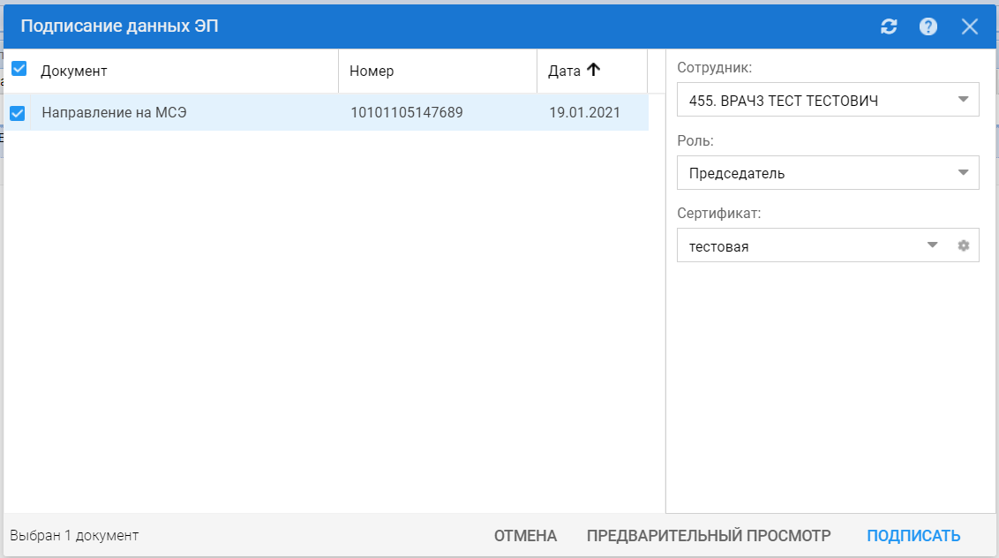 Подписание данных ЭП
Документ Номер Дата
Направление на МСЭ 10101105147689 19.01.2021
Сотрудник:
455. ВРАЧ3 ТЕСТ ТЕСТОВИЧ
Роль:
Председатель
Сертификат:
тестовая
Выбран 1 документ ОТМЕНА ПРЕДВАРИТЕЛЬНЫЙ ПРОСМОТР ПОДПИСАТЬ